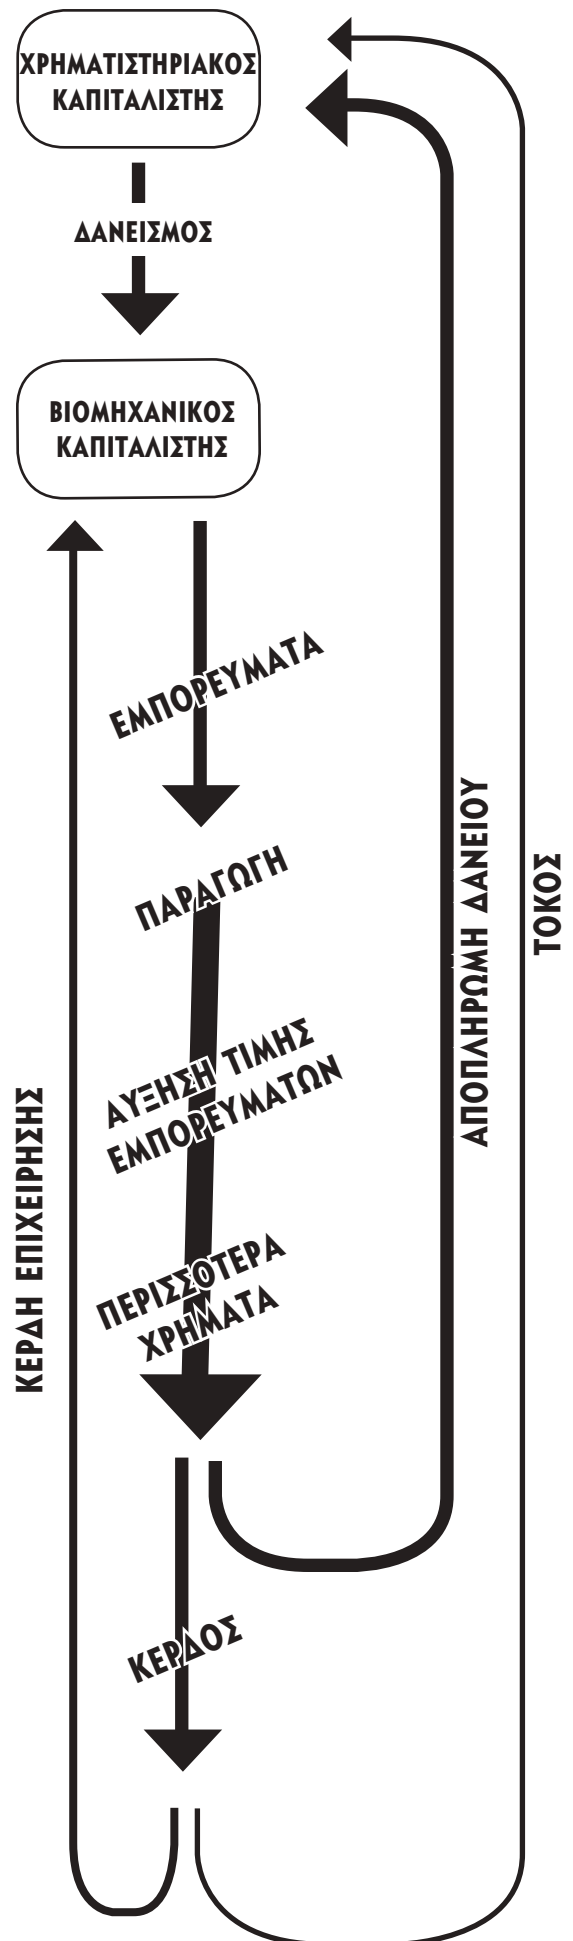 ΧΡΗΜΑΤΙΣΤΗΡΙΑΚΟΣ
ΚΑΠΙΤΑΛΙΣΤΗΣ
ΔΑΝΕΙΣΜΟΣ
ΒΙΟΜΗΧΑΝΙΚΟΣ
ΚΑΠΙΤΑΛΙΣΤΗΣ
ΕΜΠΟΡΕΥΜΑΤΑ
ΠΑΡΑΓΩΓΗ
ΑΥΞΗΣΗ ΤΙΜΗΣ
ΕΜΠΟΡΕΥΜΑΤΩΝ
ΠΕΡΙΣΣΟΤΕΡΑ
ΧΡΗΜΑΤΑ
ΚΕΡΔΟΣ
ΚΕΡΔΗ ΕΠΙΧΕΙΡΗΣΗΣ
ΑΠΟΠΛΗΡΩΜΗ ΔΑΝΕΙΟΥ
ΤΟΚΟΣ